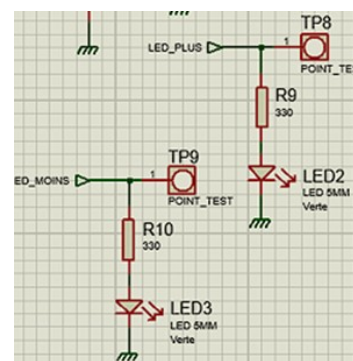 TP8
LED_PLUS
1
POINT_TES
R9
330
TP9
ED_MOINS
1
POINT_TEST
LED2
LED 5MM
Verte
R10
330
LED3
LED 5MM
Verte